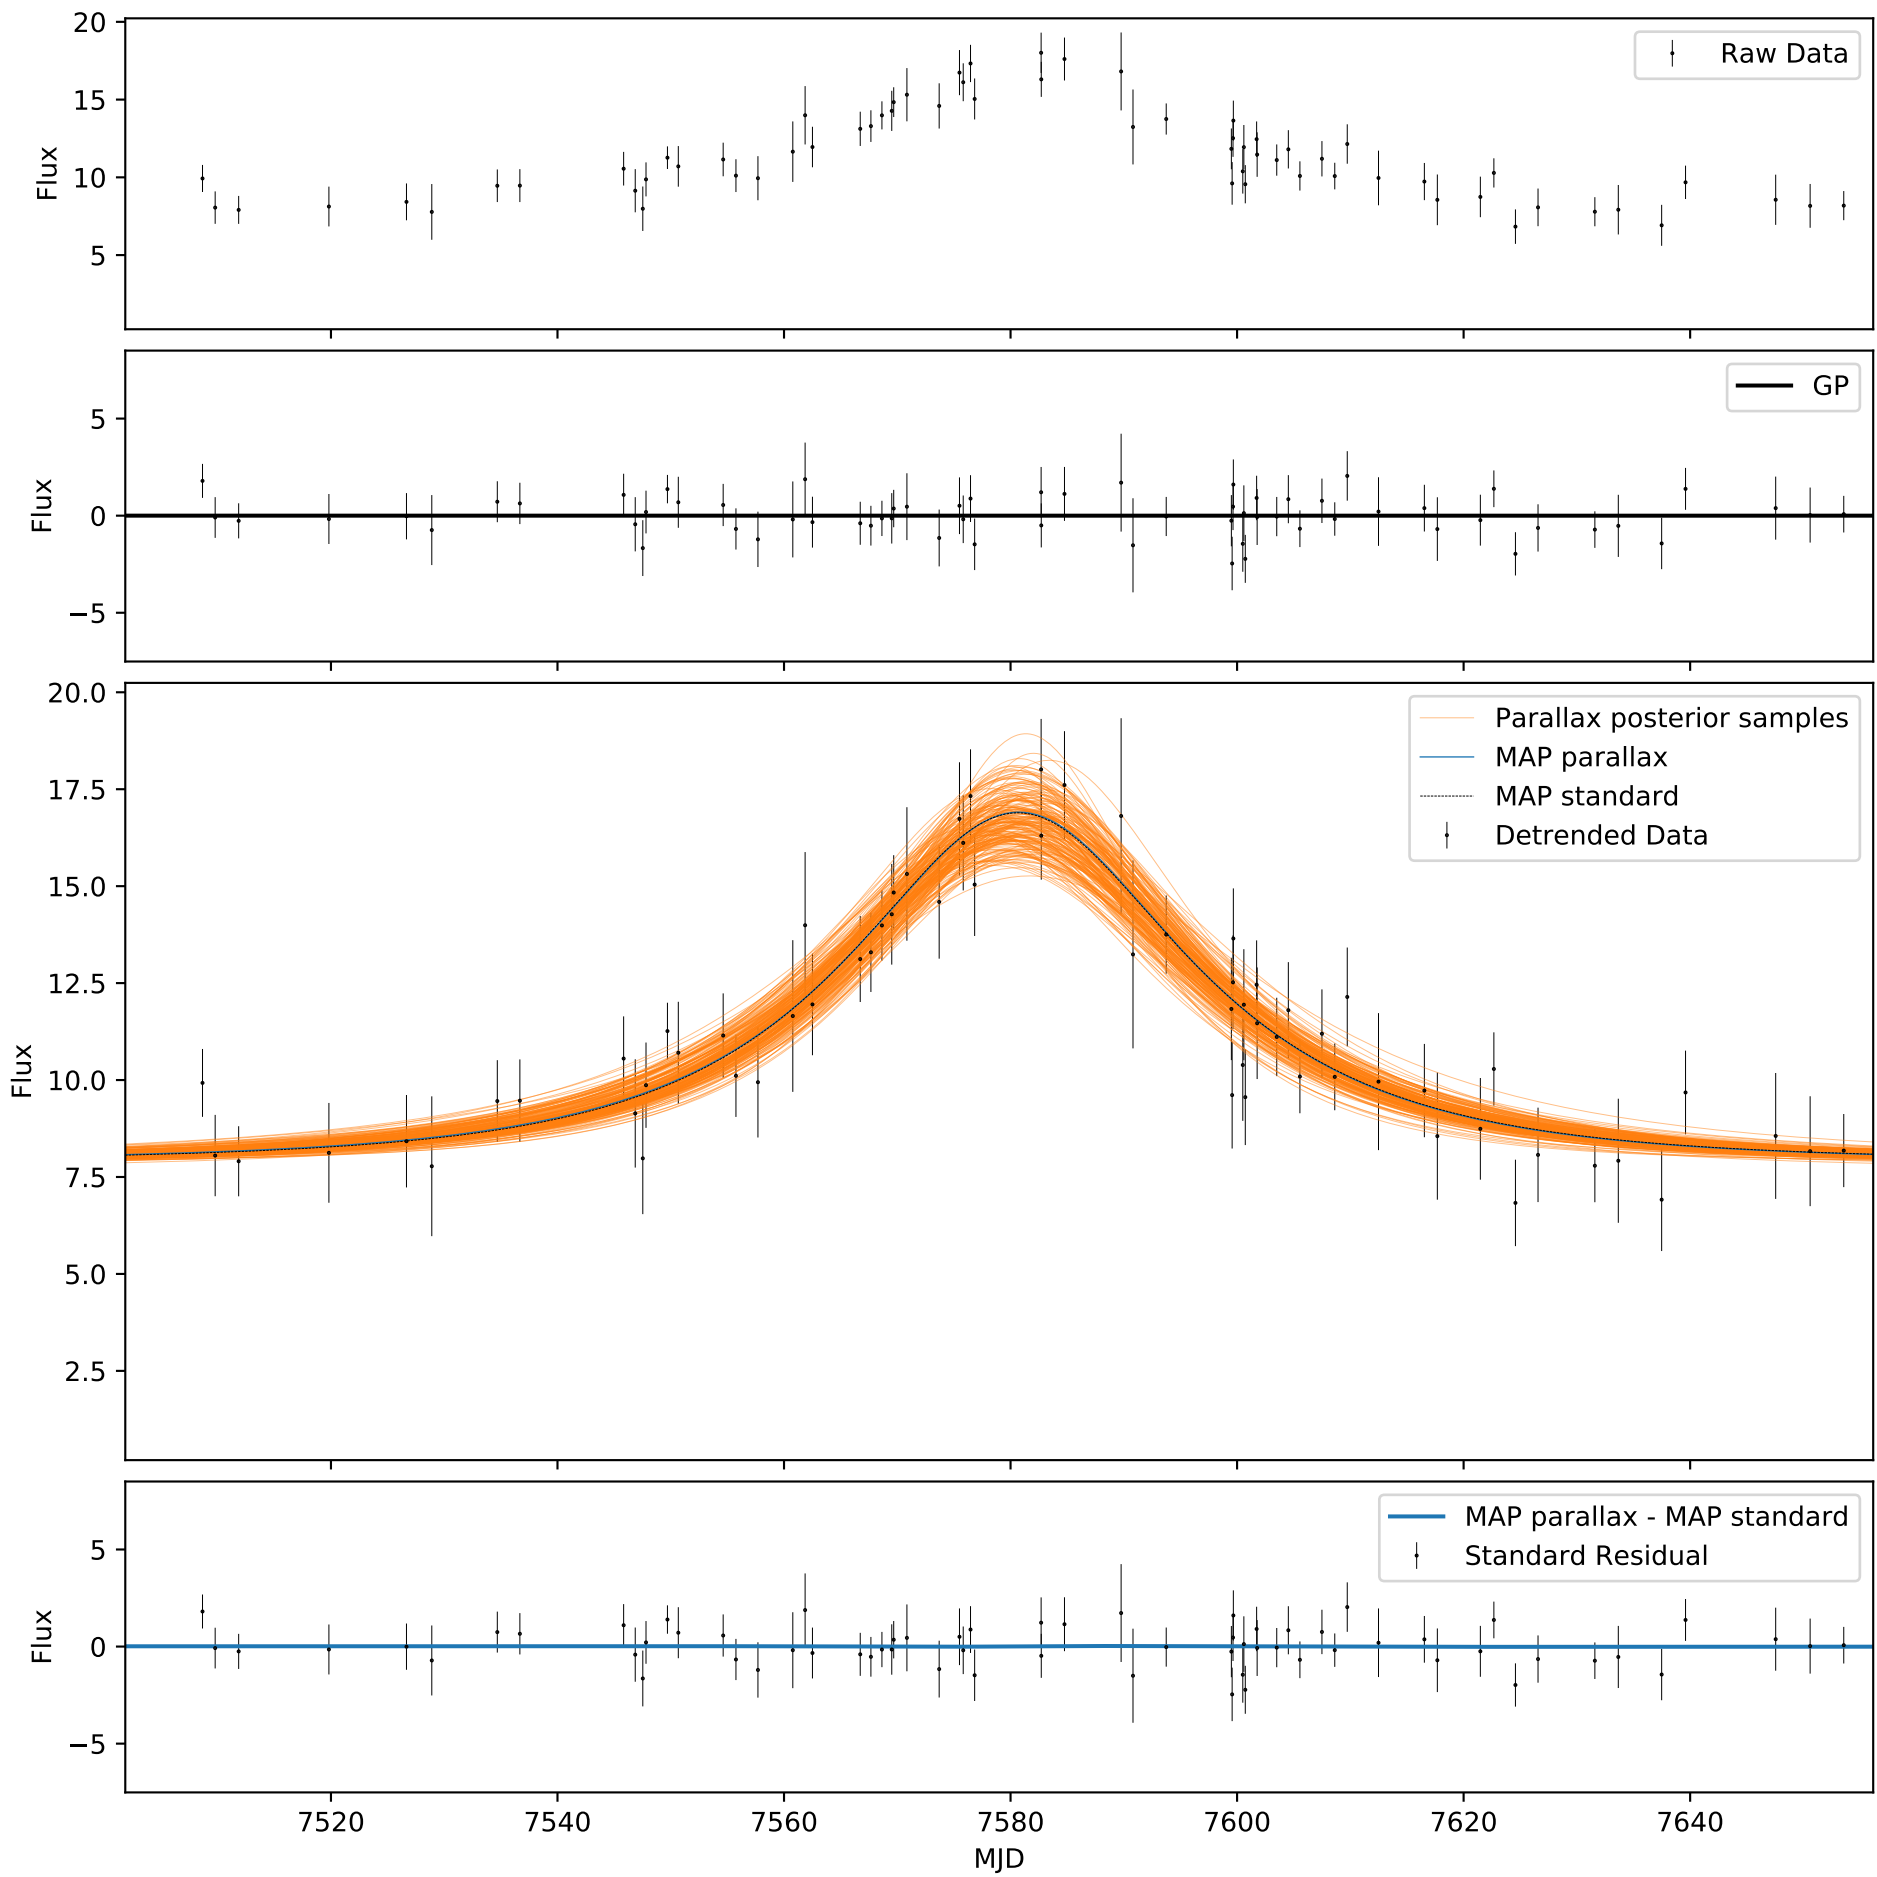 20
15
10
5
Flux
Raw Data
5
0
−5
Flux
GP
20.0
17.5
15.0
12.5
10.0
7.5
5.0
2.5
Flux
Parallax posterior samples
MAP parallax
MAP standard
Detrended Data
5
0
−5
Flux
MAP parallax - MAP standard
Standard Residual
7520 7540 7560 7580 7600 7620 7640
MJD